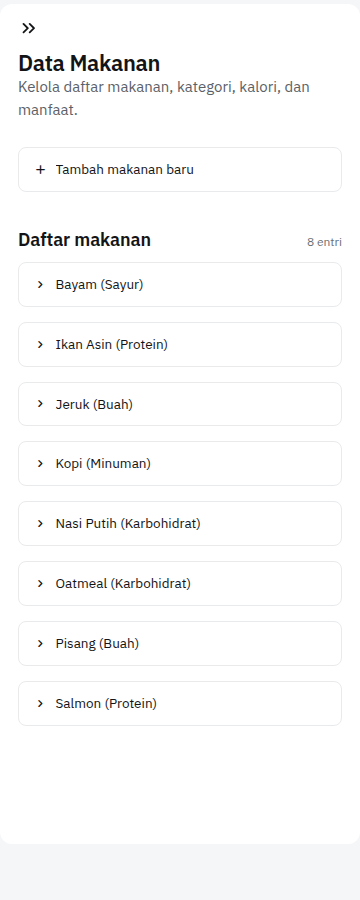 Data Makanan
Kelola daftar makanan, kategori, kalori, dan
manfaat.
Tambah makanan baru
Daftar makanan
8 entri
Bayam (Sayur)
Ikan Asin (Protein)
Jeruk (Buah)
Kopi (Minuman)
Nasi Putih (Karbohidrat)
Oatmeal (Karbohidrat)
Pisang (Buah)
Salmon (Protein)